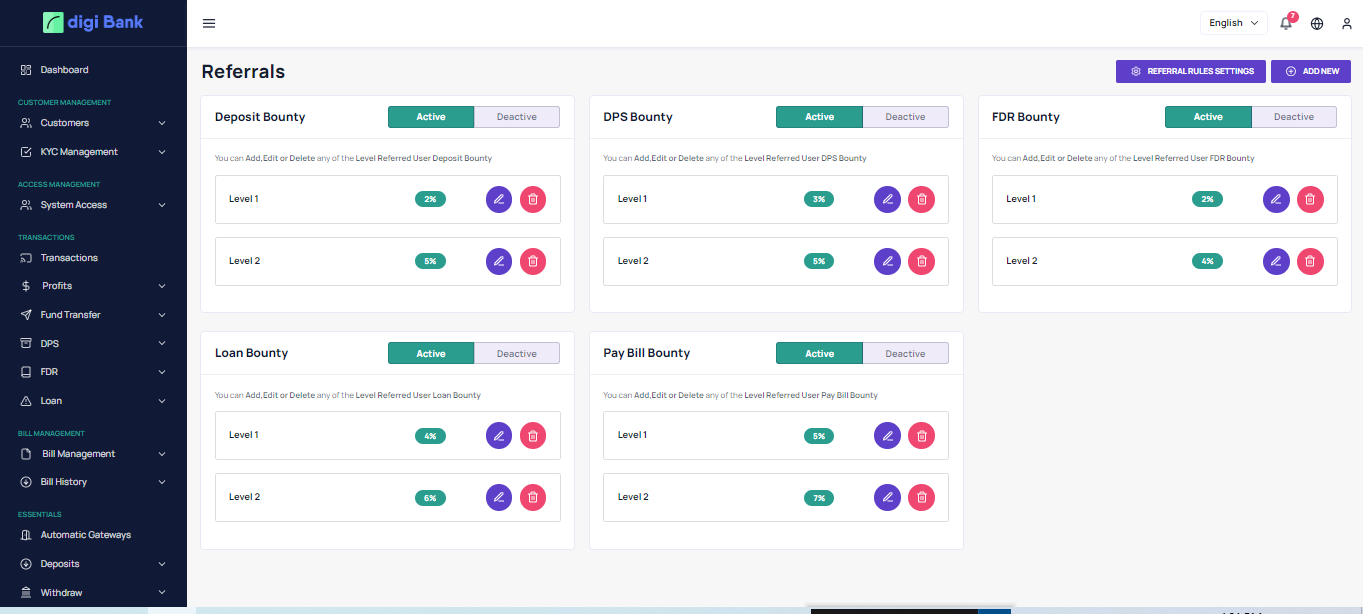 digi Bank
English
7
Dashboard
CUSTOMER MANAGEMENT
Customers
KYC Management
ACCESS MANAGEMENT
System Access
TRANSACTIONS
Transactions
Profits
Fund Transfer
DPS
FDR
Loan
BILL MANAGEMENT
Bill Management
Bill History
ESSENTIALS
Automatic Gateways
Deposits
Withdraw
Referrals
REFERRAL RULES SETTINGS
ADD NEW
Deposit Bounty
Active
Deactive
You can Add,Edit or Delete any of the Level Referred User Deposit Bounty
Level 1
2%
Level 2
5%
DPS Bounty
Active
Deactive
You can Add,Edit or Delete any of the Level Referred User DPS Bounty
Level 1
3%
Level 2
5%
FDR Bounty
Active
Deactive
You can Add,Edit or Delete any of the Level Referred User FDR Bounty
Level 1
2%
Level 2
4%
Loan Bounty
Active
Deactive
You can Add,Edit or Delete any of the Level Referred User Loan Bounty
Level 1
4%
Level 2
6%
Pay Bill Bounty
Active
Deactive
You can Add,Edit or Delete any of the Level Referred User Pay Bill Bounty
Level 1
5%
Level 2
7%